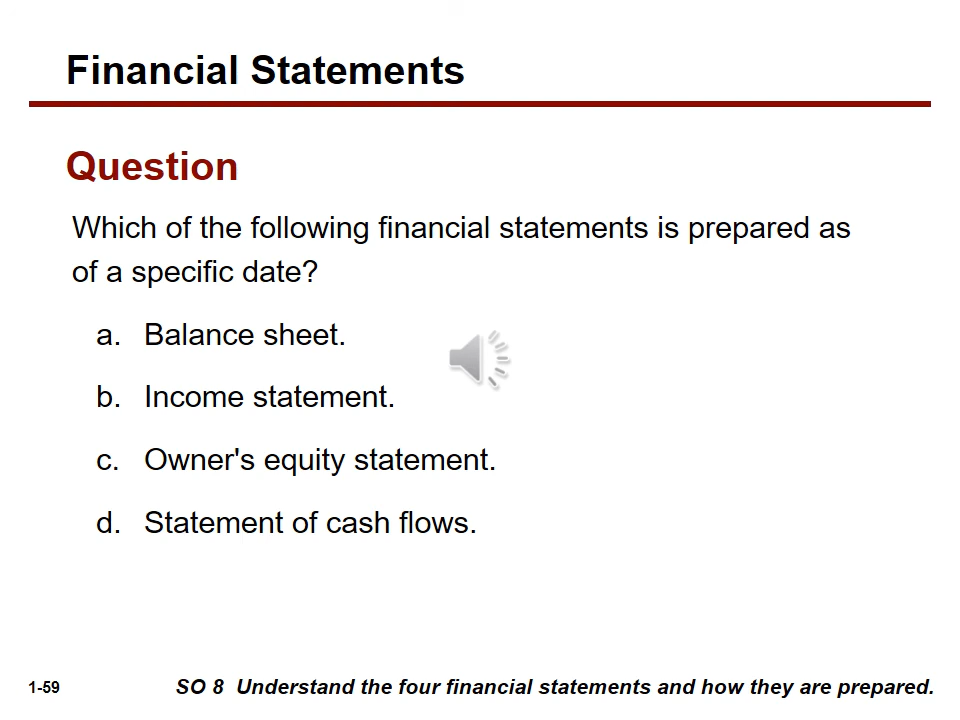 Financial Statements
Question
Which of the following financial statements is prepared as
of a specific date?
a. Balance sheet.
b. Income statement.
c. Owner's equity statement.
d. Statement of cash flows.
1-59 SO 8 Understand the four financial statements and how they are prepared.